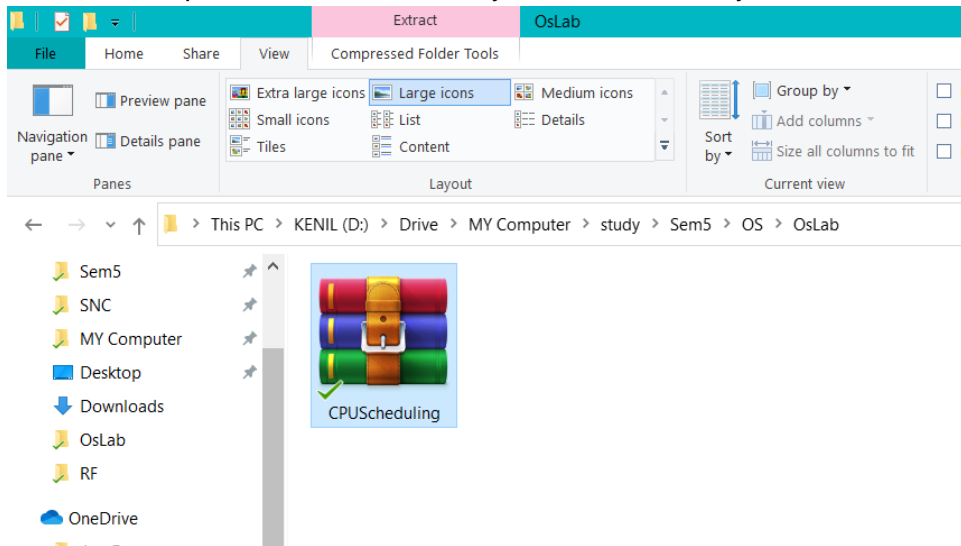 Extract OsLab
File Home Share View Compressed Folder Tools
Extra large icons Large icons Medium icons
Preview pane
Small icons List Details
Navigation pane
Details pane
Tiles Content
Sort by
Group by
Add columns
Size all columns to fit
Panes Layout Current view
This PC > KENIL (D:) > Drive > MY Computer > study > Sem5 > OS > OsLab
Sem5
SNC
MY Computer
Desktop
Downloads
OsLab
RF
OneDrive
CPUScheduling